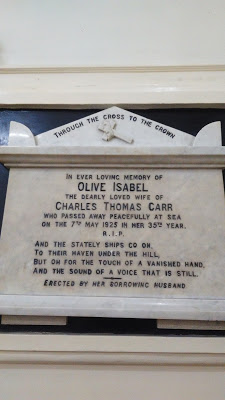 THROUGH THE CROSS TO THE CROWN
IN EVER LOVING MEMORY OF
OLIVE ISABEL
THE DEARLY LOVED WIFE OF
CHARLES THOMAS CARR
WHO PASSED AWAY PEACEFULLY AT SEA
ON THE 7TH MAY 1925 IN HER 35TH YEAR.
R.I.P.
AND THE STATELY SHIPS GO ON,
TO THEIR HAVEN UNDER THE HILL,
BUT OH FOR THE TOUCH OF A VANISHED HAND,
AND THE SOUND OF A VOICE THAT IS STILL.
ERECTED BY HER SORROWING HUSBAND